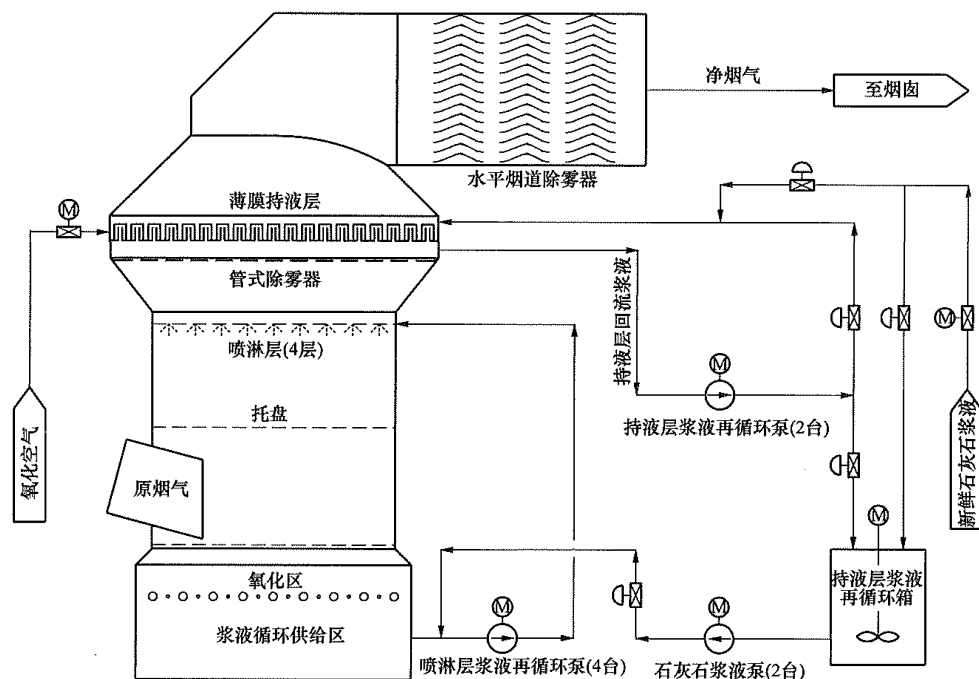 净烟气
至烟囱
水平烟道除雾器
薄膜持液层
M
管式除雾器
喷淋层(4层)
持液层回流浆液
M
M
托盘
持液层浆液再循环泵(2台)
氧化空气
新鲜石灰石浆液
原烟气
M
氧化区
持液层浆液
再循环箱
浆液循环供给区
M
M
喷淋层浆液再循环泵(4台)
石灰石浆液泵(2台)